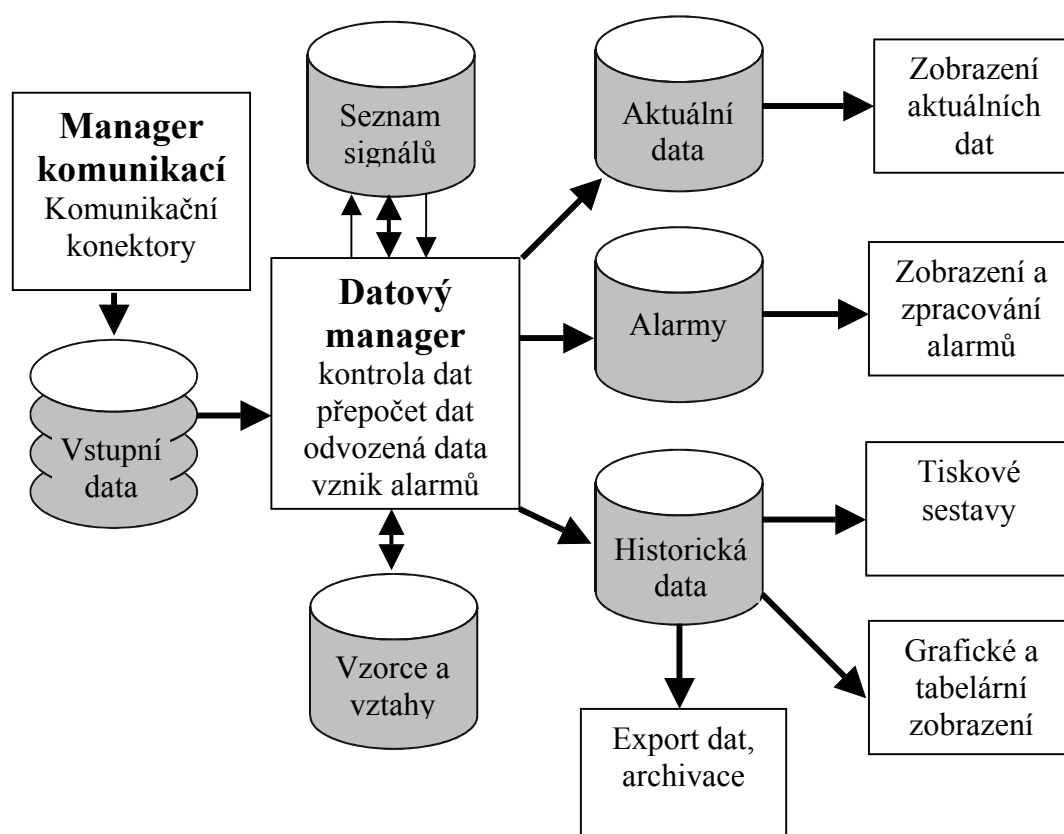 Manager
komunikací
Komunikační
konektory
Vstupní
data
Seznam
signálů
Datový
manager
kontrola dat
přepočet dat
odvozená data
vznik alarmů
Vzorce a
vztahy
Aktuální
data
Alarmy
Historická
data
Export dat,
archivace
Zobrazení
aktuálních
dat
Zobrazení a
zpracování
alarmů
Tiskové
sestavy
Grafické a
tabelární
zobrazení